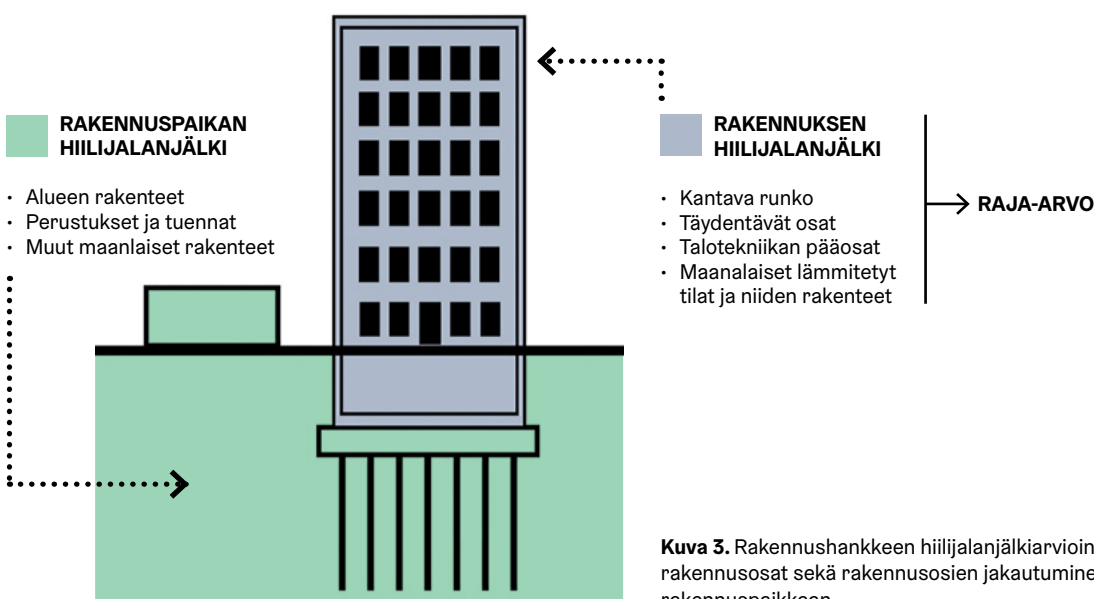 RAKENNUSPAIKAN
HIILIJALANJÄLKI
• Alueen rakenteet
• Perustukset ja tuennat
• Muut maanlaiset rakenteet
RAKENNUKSEN
HIILIJALANJÄLKI
• Kantava runko
• Täydentävät osat
• Talotekniikan pääosat
• Maanalaiset lämmitetyt
tilat ja niiden rakenteet
RAJA-ARVO
Kuva 3. Rakennushankkeen hiilijalanjälkiarvioin
rakennusosat sekä rakennusosien jakautumine